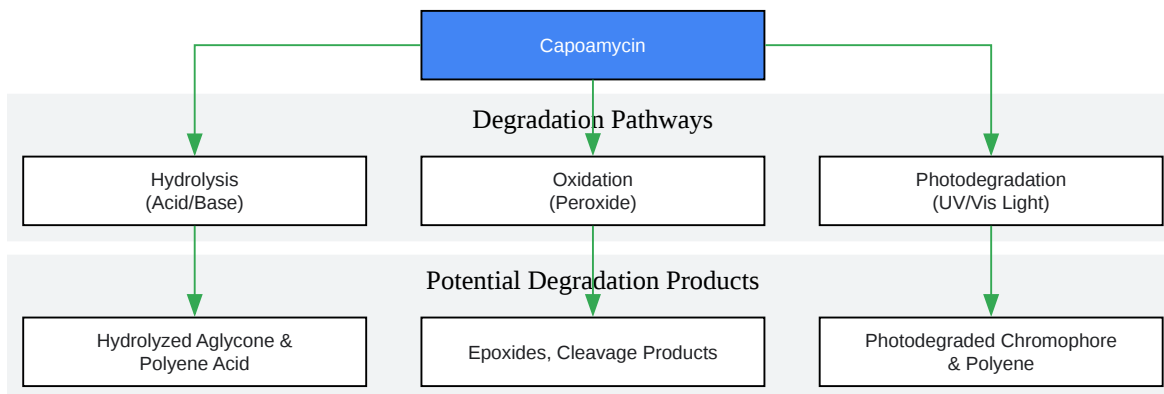 Capoamycin
Degradation Pathways
Hydrolysis
(Acid/Base)
Oxidation
(Peroxide)
Photodegradation
(UV/Vis Light)
Potential Degradation Products
Hydrolyzed Aglycone &
Polyene Acid
Epoxides, Cleavage Products
Photodegraded Chromophore
& Polyene